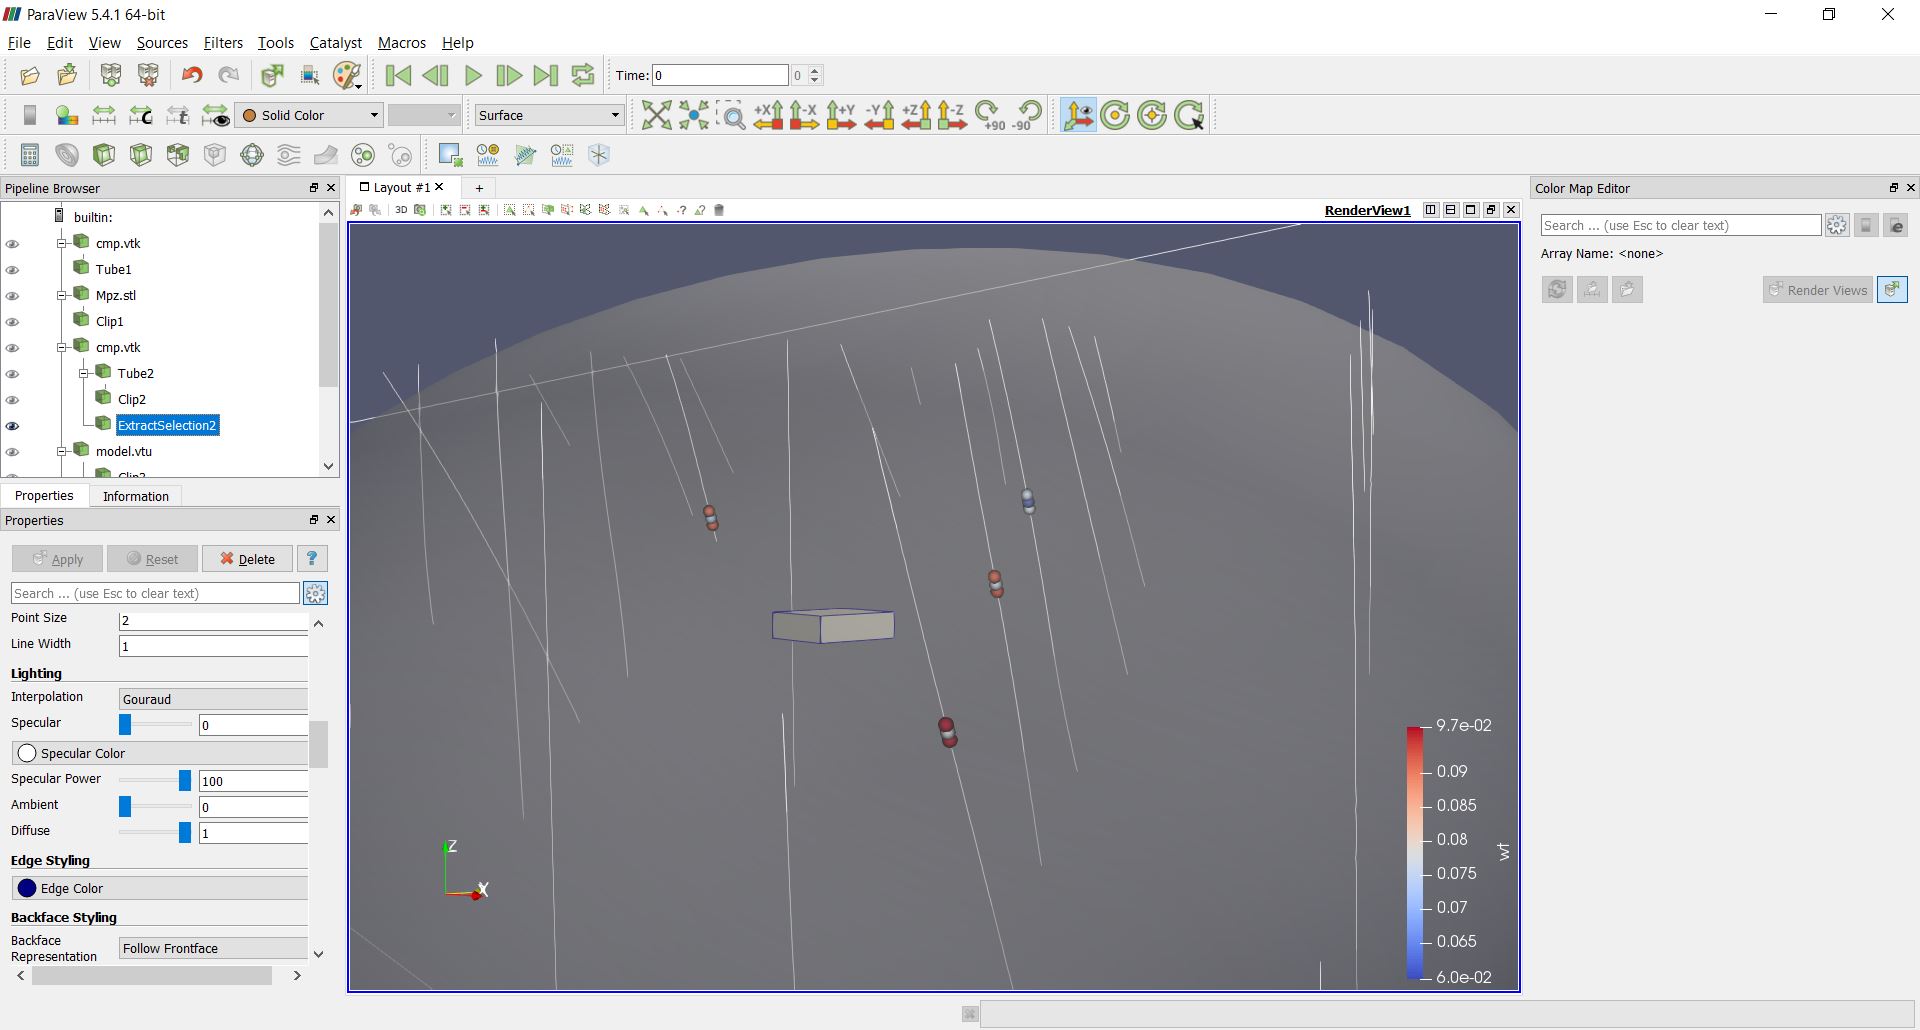 ParaView 5.4.1 64-bit
File Edit View Sources Filters Tools Catalyst Macros Help
Time: 0 0
Solid Color Surface +X -X +Y -Y +Z -Z +90 -90
Pipeline Browser
builtin:
cmp.vtk
Tube1
Mpz.stl
Clip1
cmp.vtk
Tube2
Clip2
ExtractSelection2
model.vtu
Clip3
Properties Information
Properties
Apply Reset Delete ?
Search ... (use Esc to clear text)
Point Size 2
Line Width 1
Lighting
Interpolation Gouraud
Specular 0
Specular Color
Specular Power 100
Ambient 0
Diffuse 1
Edge Styling
Edge Color
Backface Styling
Backface
Representation Follow Frontface
Layout #1 +
3D RenderView1
Z
X
9.7e-02
0.09
0.085
0.08
0.075
0.07
0.065
6.0e-02
wt
Color Map Editor
Search ... (use Esc to clear text)
Array Name: <none>
Render Views